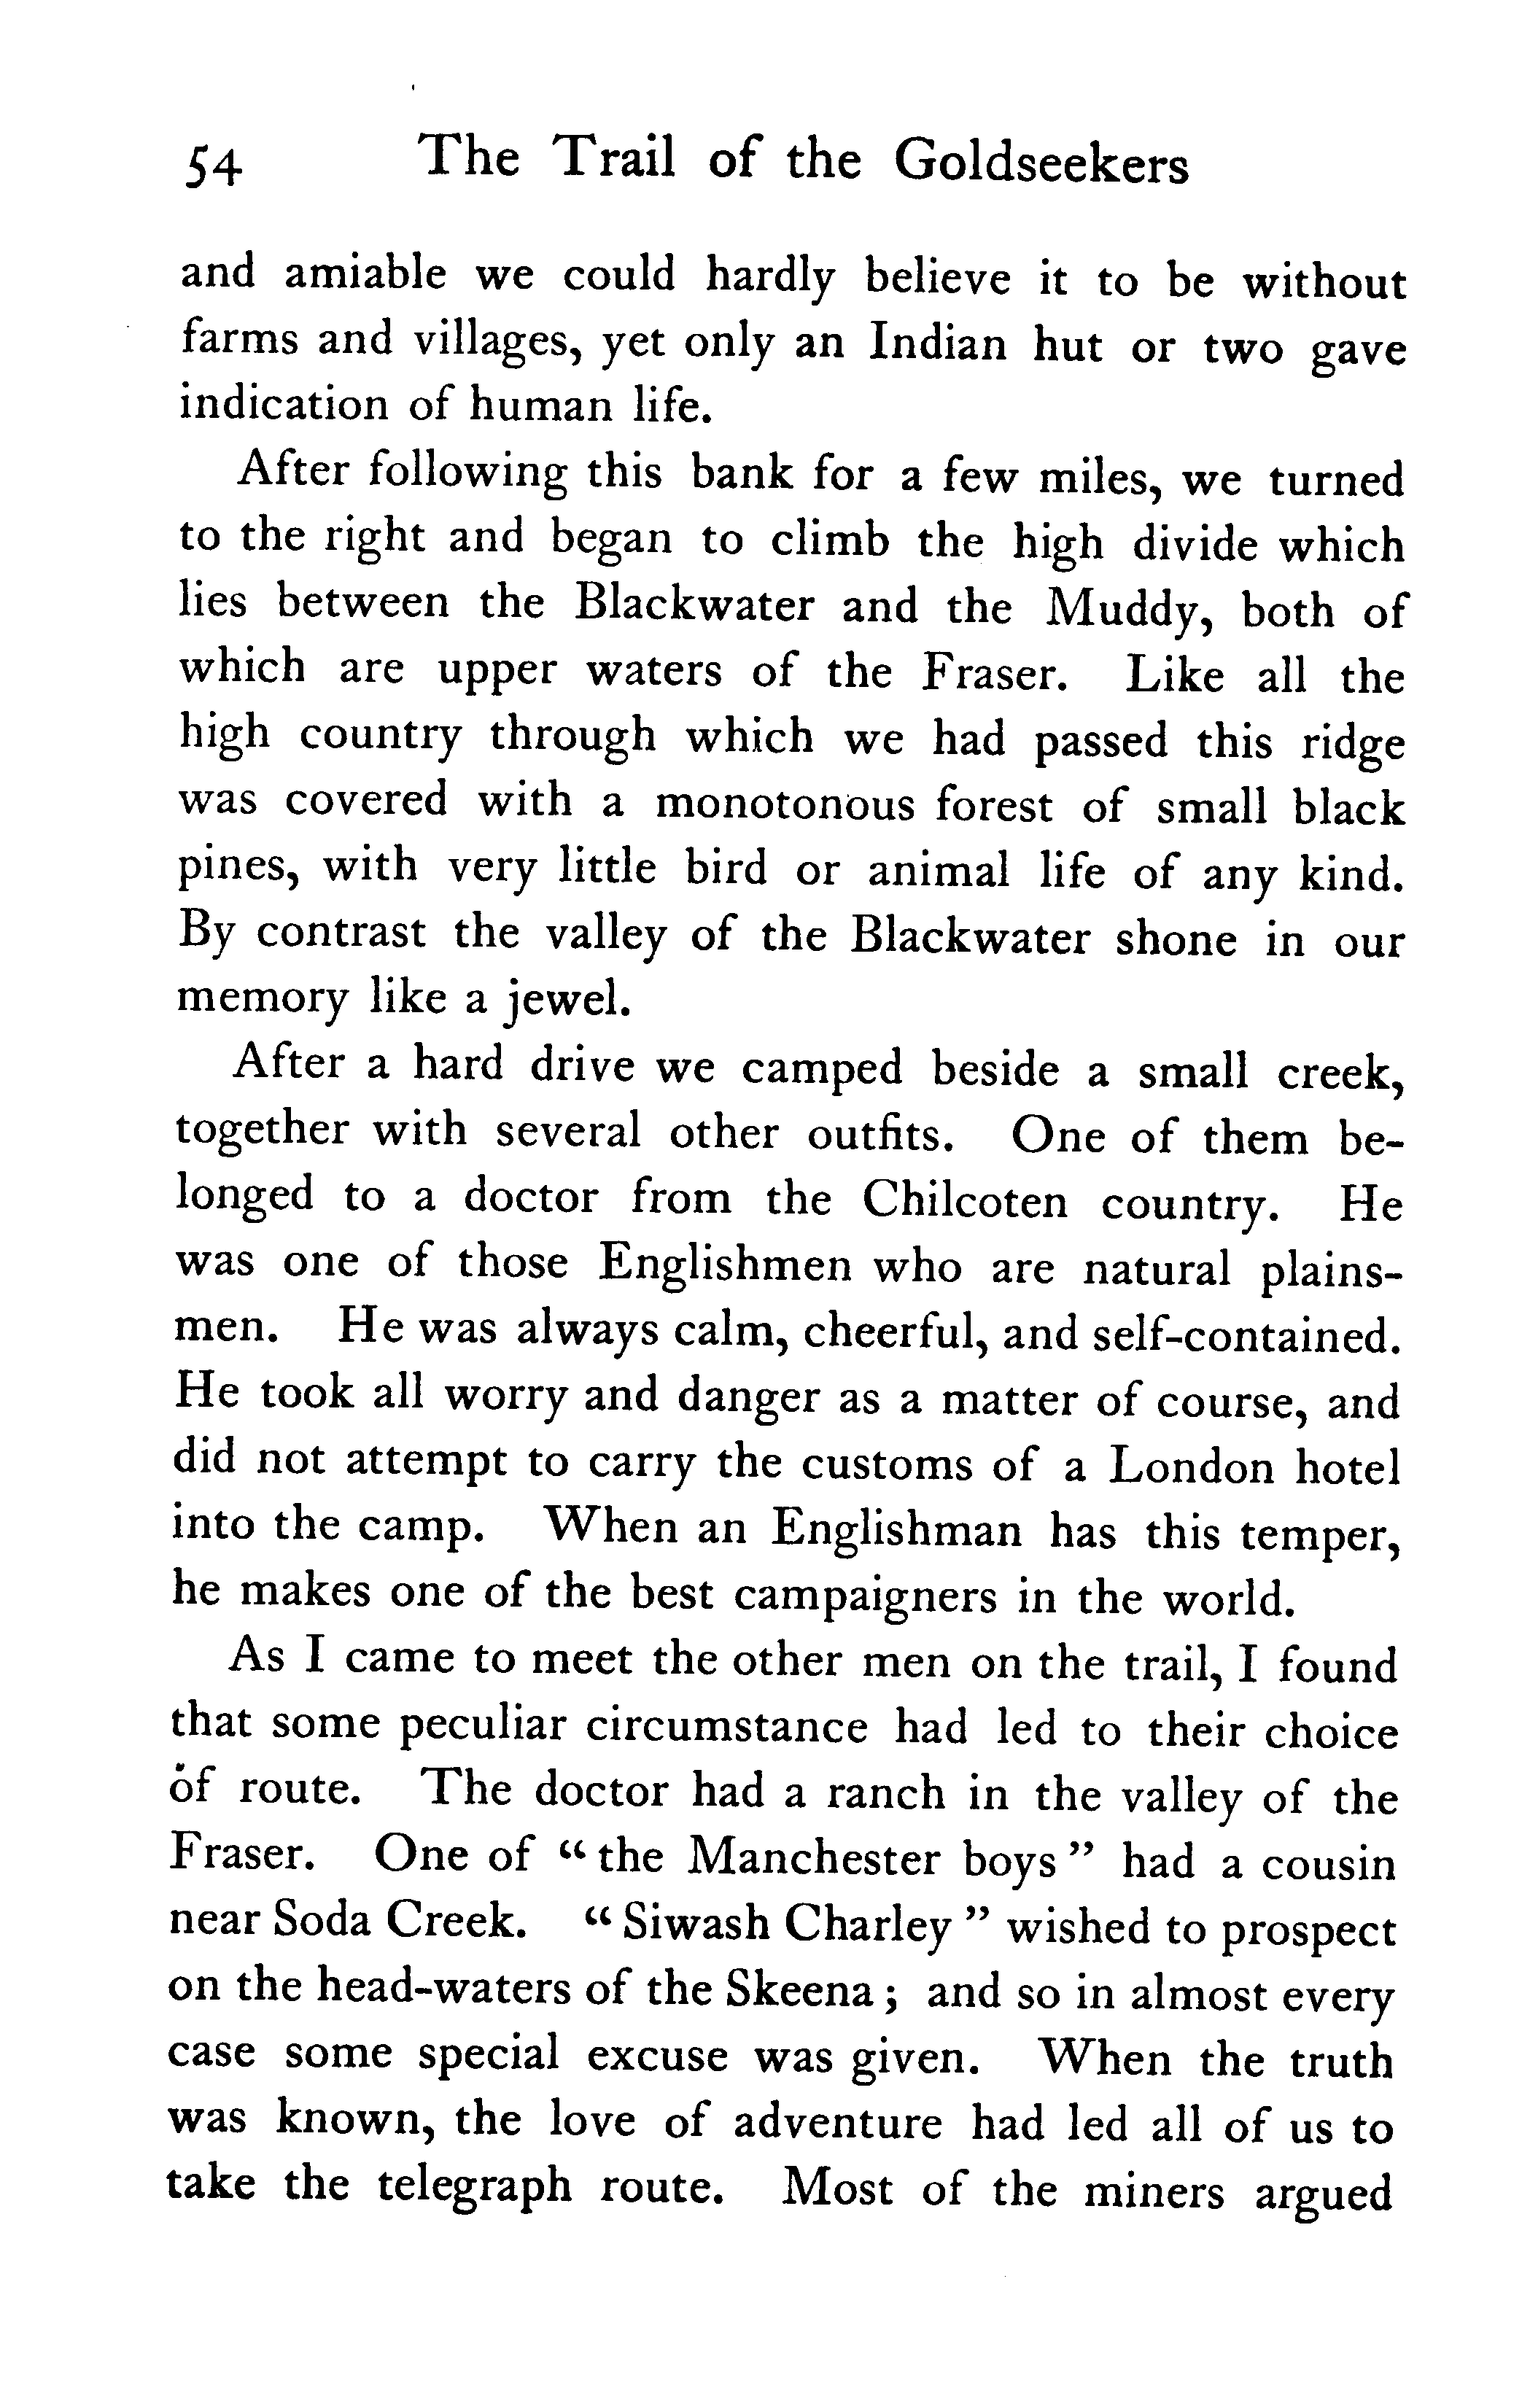 54 The Trail of the Goldseekers
and amiable we could hardly believe it to be without
farms and villages, yet only an Indian hut or two gave
indication of human life.
After following this bank for a few miles, we turned
to the right and began to climb the high divide which
lies between the Blackwater and the Muddy, both of
which are upper waters of the Fraser. Like all the
high country through which we had passed this ridge
was covered with a monotonous forest of small black
pines, with very little bird or animal life of any kind.
By contrast the valley of the Blackwater shone in our
memory like a jewel.
After a hard drive we camped beside a small creek,
together with several other outfits. One of them be-
longed to a doctor from the Chilcoten country. He
was one of those Englishmen who are natural plains-
men. He was always calm, cheerful, and self-contained.
He took all worry and danger as a matter of course, and
did not attempt to carry the customs of a London hotel
into the camp. When an Englishman has this temper,
he makes one of the best campaigners in the world.
As I came to meet the other men on the trail, I found
that some peculiar circumstance had led to their choice
of route. The doctor had a ranch in the valley of the
Fraser. One of “the Manchester boys” had a cousin
near Soda Creek. “Siwash Charley” wished to prospect
on the head-waters of the Skeena; and so in almost every
case some special excuse was given. When the truth
was known, the love of adventure had led all of us to
take the telegraph route. Most of the miners argued